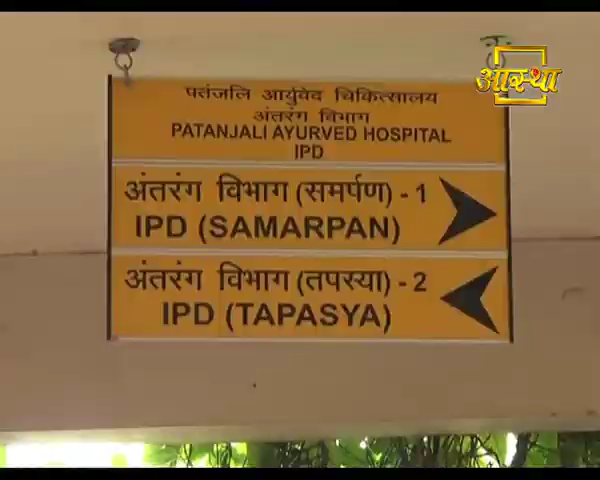 आस्था
पतंजलि आर्युवेद चिकित्सालय
अंतरंग विभाग
PATANJALI AYURVED HOSPITAL
IPD
अंतरंग विभाग (समर्पण) - 1
IPD (SAMARPAN)
अंतरंग विभाग (तपस्या) - 2
IPD (TAPASYA)